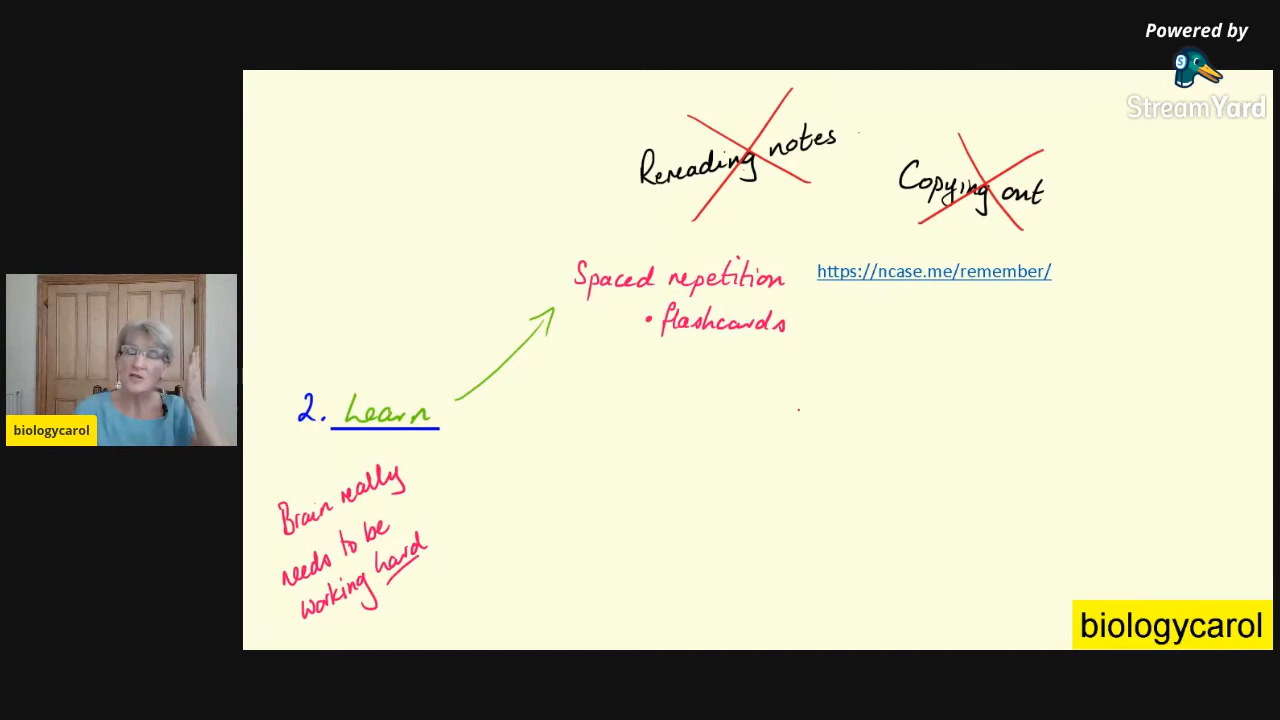 Powered by
StreamYard
Rereading notes
Copying out
Spaced repetition
https://ncase.me/remember/
• flashcards
2. Learn
Brain really
needs to be
working hard
biologycarol
biologycarol